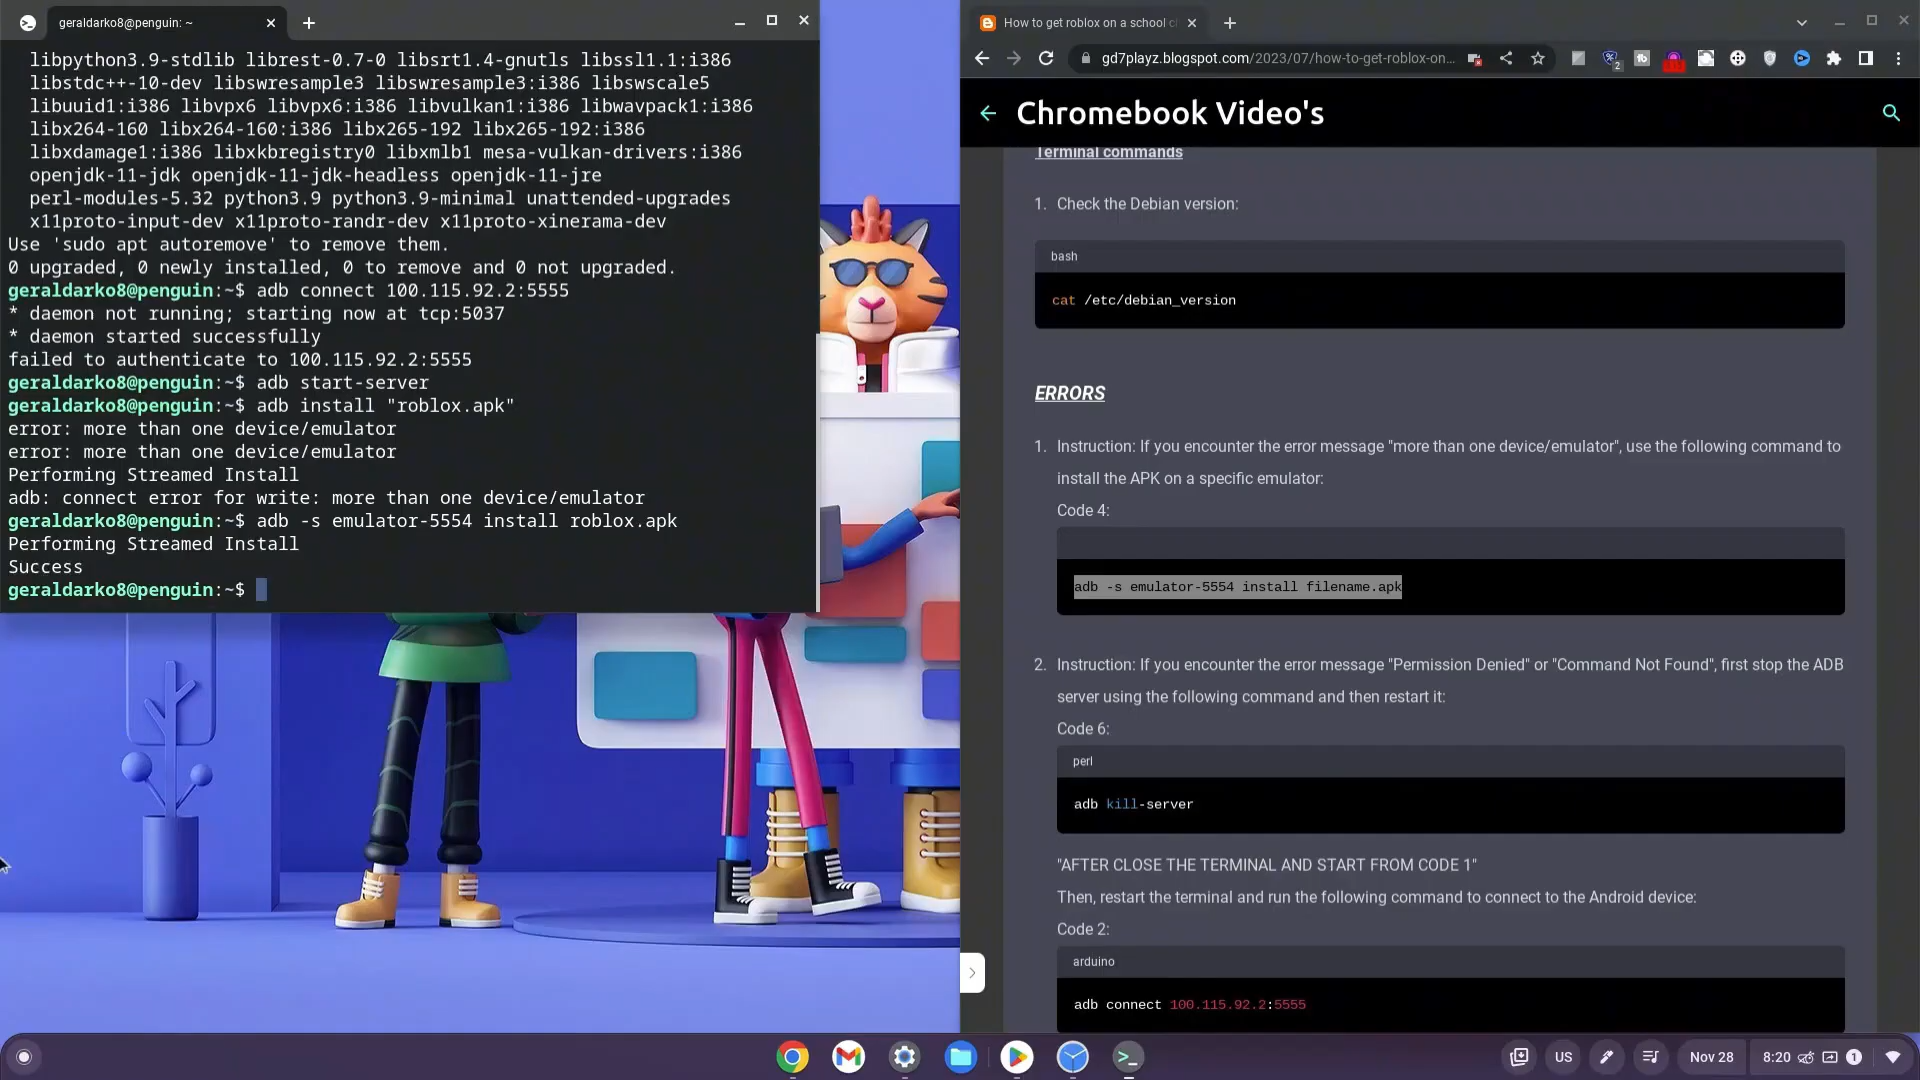 geraldarko8@penguin: ~
libpython3.9-stdlib librest-0.7-0 libsrt1.4-gnutls libssl1.1:i386
libstdc++-10-dev libswresample3 libswresample3:i386 libswscale5
libuuid1:i386 libvpx6 libvpx6:i386 libvulkan1:i386 libwavpack1:i386
libx264-160 libx264-160:i386 libx265-192 libx265-192:i386
libxdamage1:i386 libxkbregistry0 libxmlb1 mesa-vulkan-drivers:i386
openjdk-11-jdk openjdk-11-jdk-headless openjdk-11-jre
perl-modules-5.32 python3.9 python3.9-minimal unattended-upgrades
x11proto-input-dev x11proto-randr-dev x11proto-xinerama-dev
Use 'sudo apt autoremove' to remove them.
0 upgraded, 0 newly installed, 0 to remove and 0 not upgraded.
geraldarko8@penguin:~$ adb connect 100.115.92.2:5555
* daemon not running; starting now at tcp:5037
* daemon started successfully
failed to authenticate to 100.115.92.2:5555
geraldarko8@penguin:~$ adb start-server
geraldarko8@penguin:~$ adb install "roblox.apk"
error: more than one device/emulator
error: more than one device/emulator
Performing Streamed Install
adb: connect error for write: more than one device/emulator
geraldarko8@penguin:~$ adb -s emulator-5554 install roblox.apk
Performing Streamed Install
Success
geraldarko8@penguin:~$
How to get roblox on a school c
gd7playz.blogspot.com/2023/07/how-to-get-roblox-on...
2
Chromebook Video's
Terminal commands
1. Check the Debian version:
bash
cat /etc/debian_version
ERRORS
1. Instruction: If you encounter the error message "more than one device/emulator", use the following command to
install the APK on a specific emulator:
Code 4:
adb -s emulator-5554 install filename.apk
2. Instruction: If you encounter the error message "Permission Denied" or "Command Not Found", first stop the ADB
server using the following command and then restart it:
Code 6:
perl
adb kill-server
"AFTER CLOSE THE TERMINAL AND START FROM CODE 1"
Then, restart the terminal and run the following command to connect to the Android device:
Code 2:
arduino
adb connect 100.115.92.2:5555
US
Nov 28
8:20
1